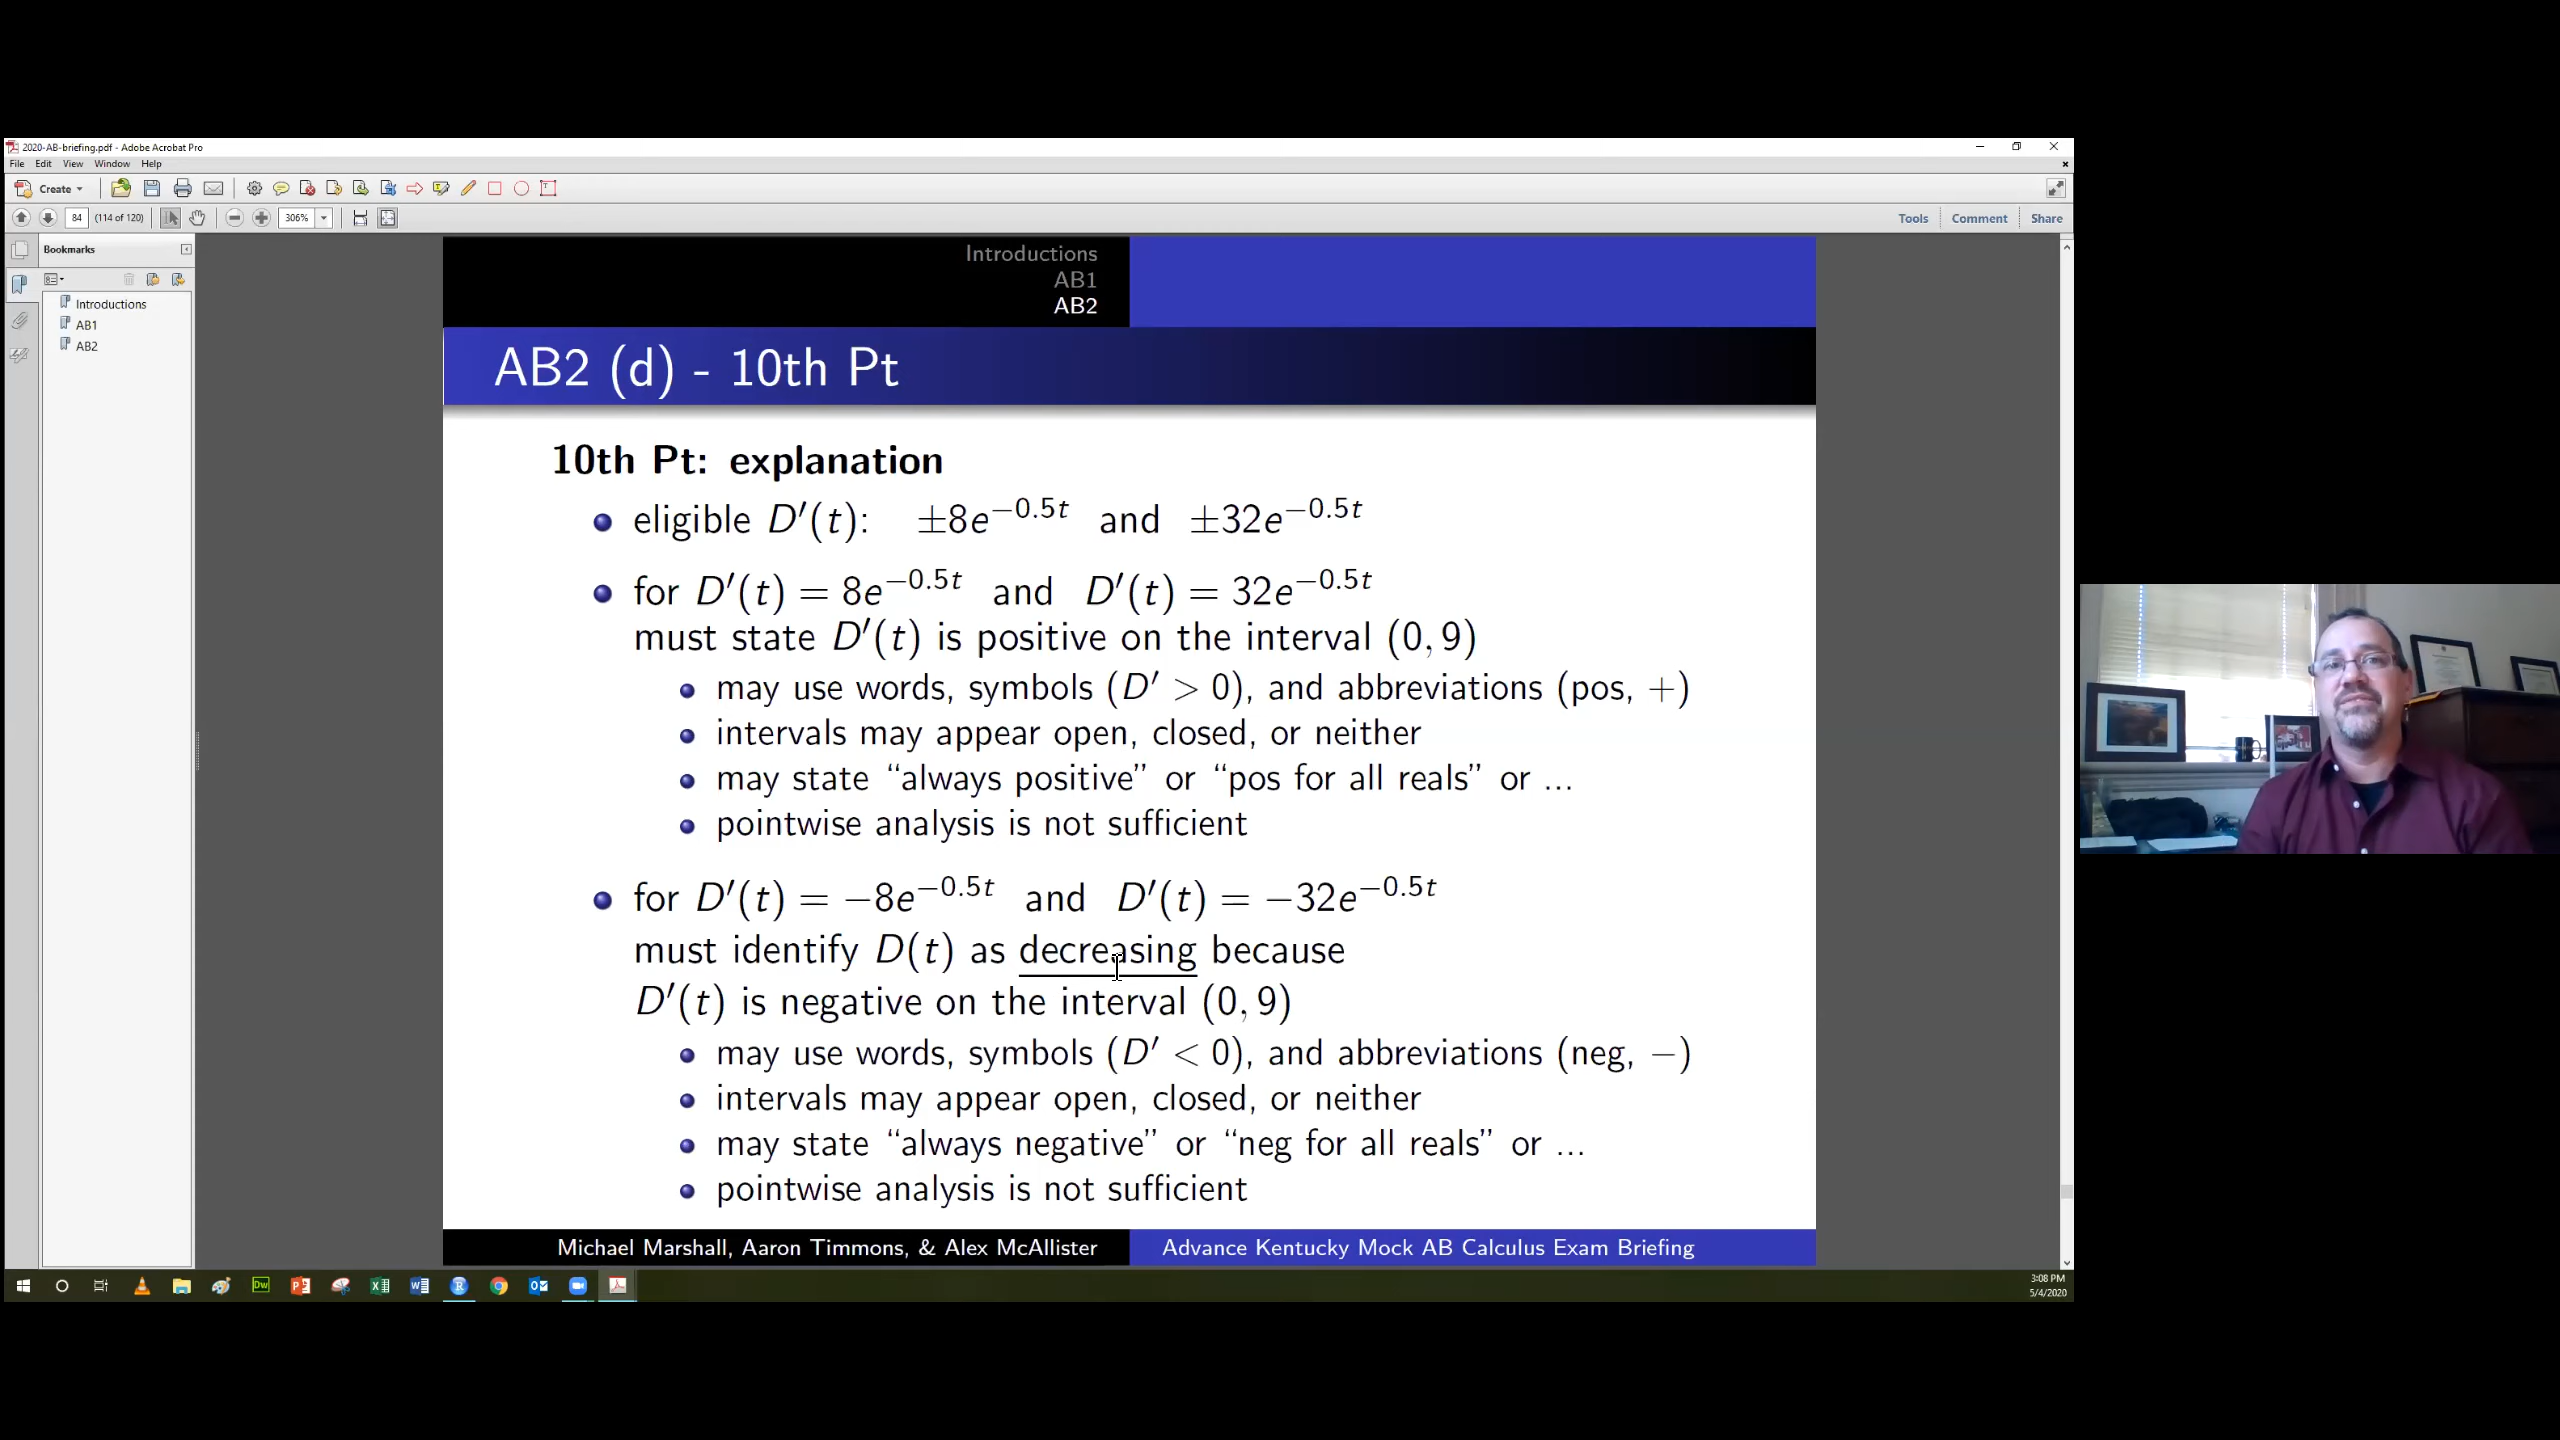 2020-AB-briefing.pdf - Adobe Acrobat Pro
File Edit View Window Help
Create
84 (114 of 120) 306% Tools Comment Share
Bookmarks
Introductions
AB1
AB2
Introductions
AB1
AB2
AB2 (d) - 10th Pt
10th Pt: explanation
eligible D′(t): ±8e^{−0.5t} and ±32e^{−0.5t}
for D′(t) = 8e^{−0.5t} and D′(t) = 32e^{−0.5t}
must state D′(t) is positive on the interval (0, 9)
may use words, symbols (D′ > 0), and abbreviations (pos, +)
intervals may appear open, closed, or neither
may state “always positive” or “pos for all reals” or ...
pointwise analysis is not sufficient
for D′(t) = −8e^{−0.5t} and D′(t) = −32e^{−0.5t}
must identify D(t) as decreasing because
D′(t) is negative on the interval (0, 9)
may use words, symbols (D′ < 0), and abbreviations (neg, −)
intervals may appear open, closed, or neither
may state “always negative” or “neg for all reals” or ...
pointwise analysis is not sufficient
Michael Marshall, Aaron Timmons, & Alex McAllister Advance Kentucky Mock AB Calculus Exam Briefing
3:08 PM
5/4/2020